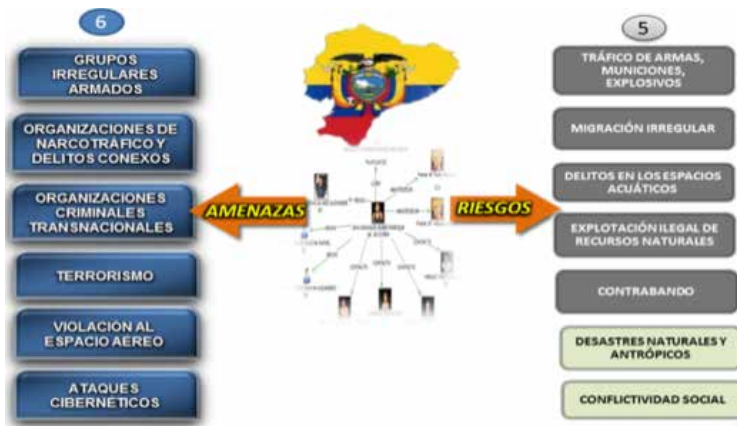 6
GRUPOS
IRREGULARES
ARMADOS
ORGANIZACIONES DE
NARCOTRÁFICO Y
DELITOS CONEXOS
ORGANIZACIONES
CRIMINALES
TRANSNACIONALES
TERRORISMO
VIOLACIÓN AL
ESPACIO AÉREO
ATAQUES
CIBERNÉTICOS
AMENAZAS
RIESGOS
5
TRÁFICO DE ARMAS,
MUNICIONES,
EXPLOSIVOS
MIGRACIÓN IRREGULAR
DELITOS EN LOS ESPACIOS
ACUÁTICOS
EXPLOTACIÓN ILEGAL DE
RECURSOS NATURALES
CONTRABANDO
DESASTRES NATURALES Y
ANTRÓPICOS
CONFLICTIVIDAD SOCIAL